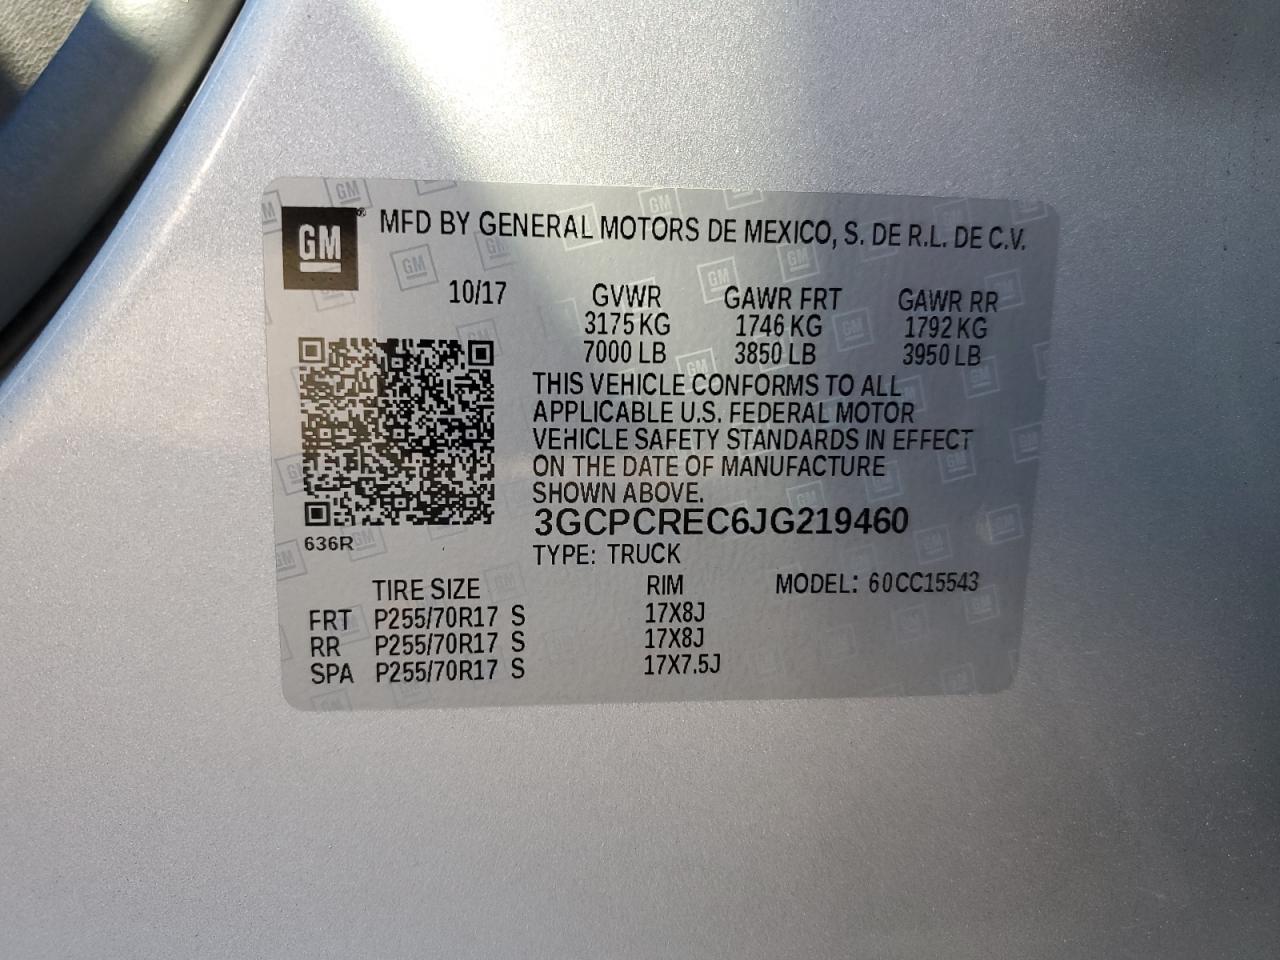 GM
MFD BY GENERAL MOTORS DE MEXICO, S. DE R.L. DE C.V.
10/17 GVWR GAWR FRT GAWR RR
3175 KG 1746 KG 1792 KG
7000 LB 3850 LB 3950 LB
THIS VEHICLE CONFORMS TO ALL
APPLICABLE U.S. FEDERAL MOTOR
VEHICLE SAFETY STANDARDS IN EFFECT
ON THE DATE OF MANUFACTURE
SHOWN ABOVE.
3GCPCREC6JG219460
636R
TYPE: TRUCK
TIRE SIZE RIM MODEL: 60CC15543
FRT P255/70R17 S 17X8J
RR P255/70R17 S 17X8J
SPA P255/70R17 S 17X7.5J